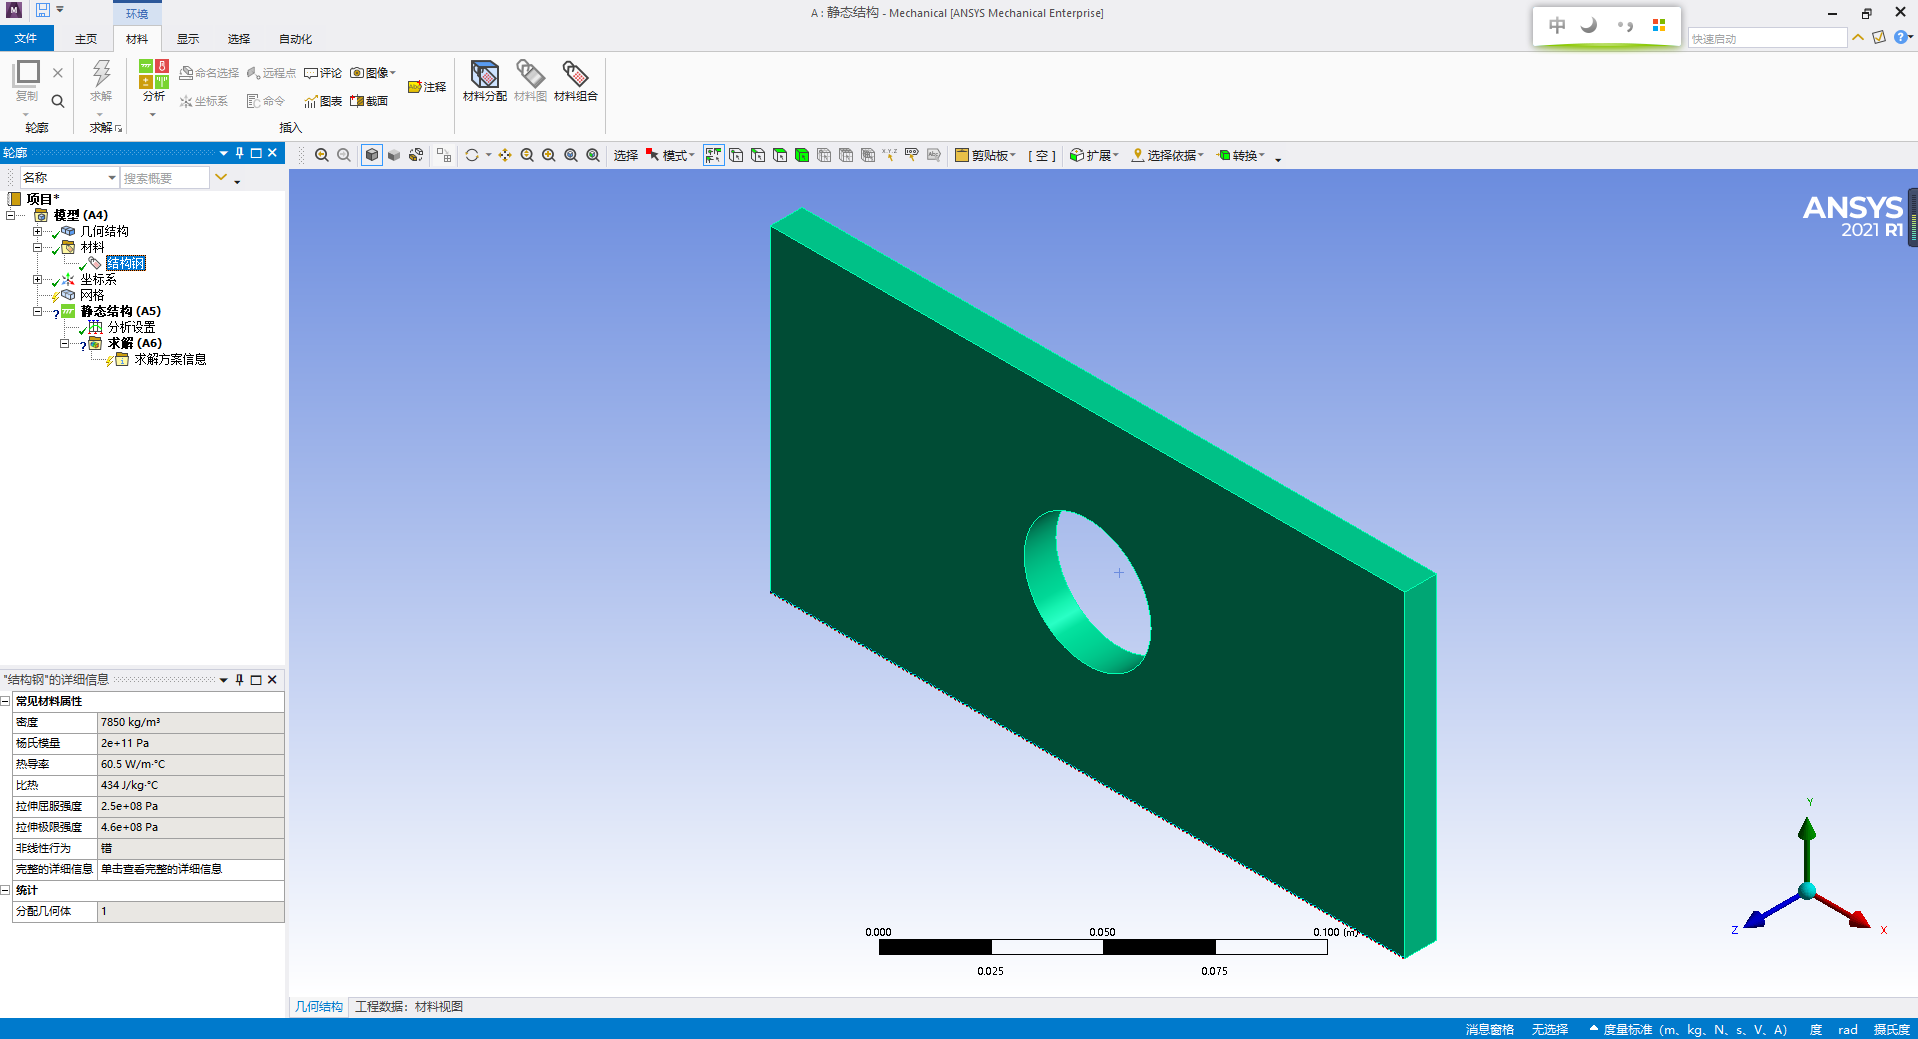 环境
A : 静态结构 - Mechanical [ANSYS Mechanical Enterprise]
中
文件 主页 材料 显示 选择 自动化
快速启动
复制 求解 分析
命名选择 远程点 评论 图像
坐标系 命令 图表 截面
注释
材料分配 材料图 材料组合
轮廓 求解 插入
轮廓
选择 模式 剪贴板 [ 空 ] 扩展 选择依据 转换
名称 搜索概要
项目*
模型 (A4)
几何结构
材料
结构钢
坐标系
网格
静态结构 (A5)
分析设置
求解 (A6)
求解方案信息
ANSYS
2021 R1
"结构钢"的详细信息
常见材料属性
密度 7850 kg/m³
杨氏模量 2e+11 Pa
热导率 60.5 W/m·°C
比热 434 J/kg·°C
拉伸屈服强度 2.5e+08 Pa
拉伸极限强度 4.6e+08 Pa
非线性行为 错
完整的详细信息 单击查看完整的详细信息
统计
分配几何体 1
0.000 0.050 0.100 (m)
0.025 0.075
Y
Z X
几何结构 工程数据：材料视图
消息窗格 无选择 度量标准（m、kg、N、s、V、A） 度 rad 摄氏度